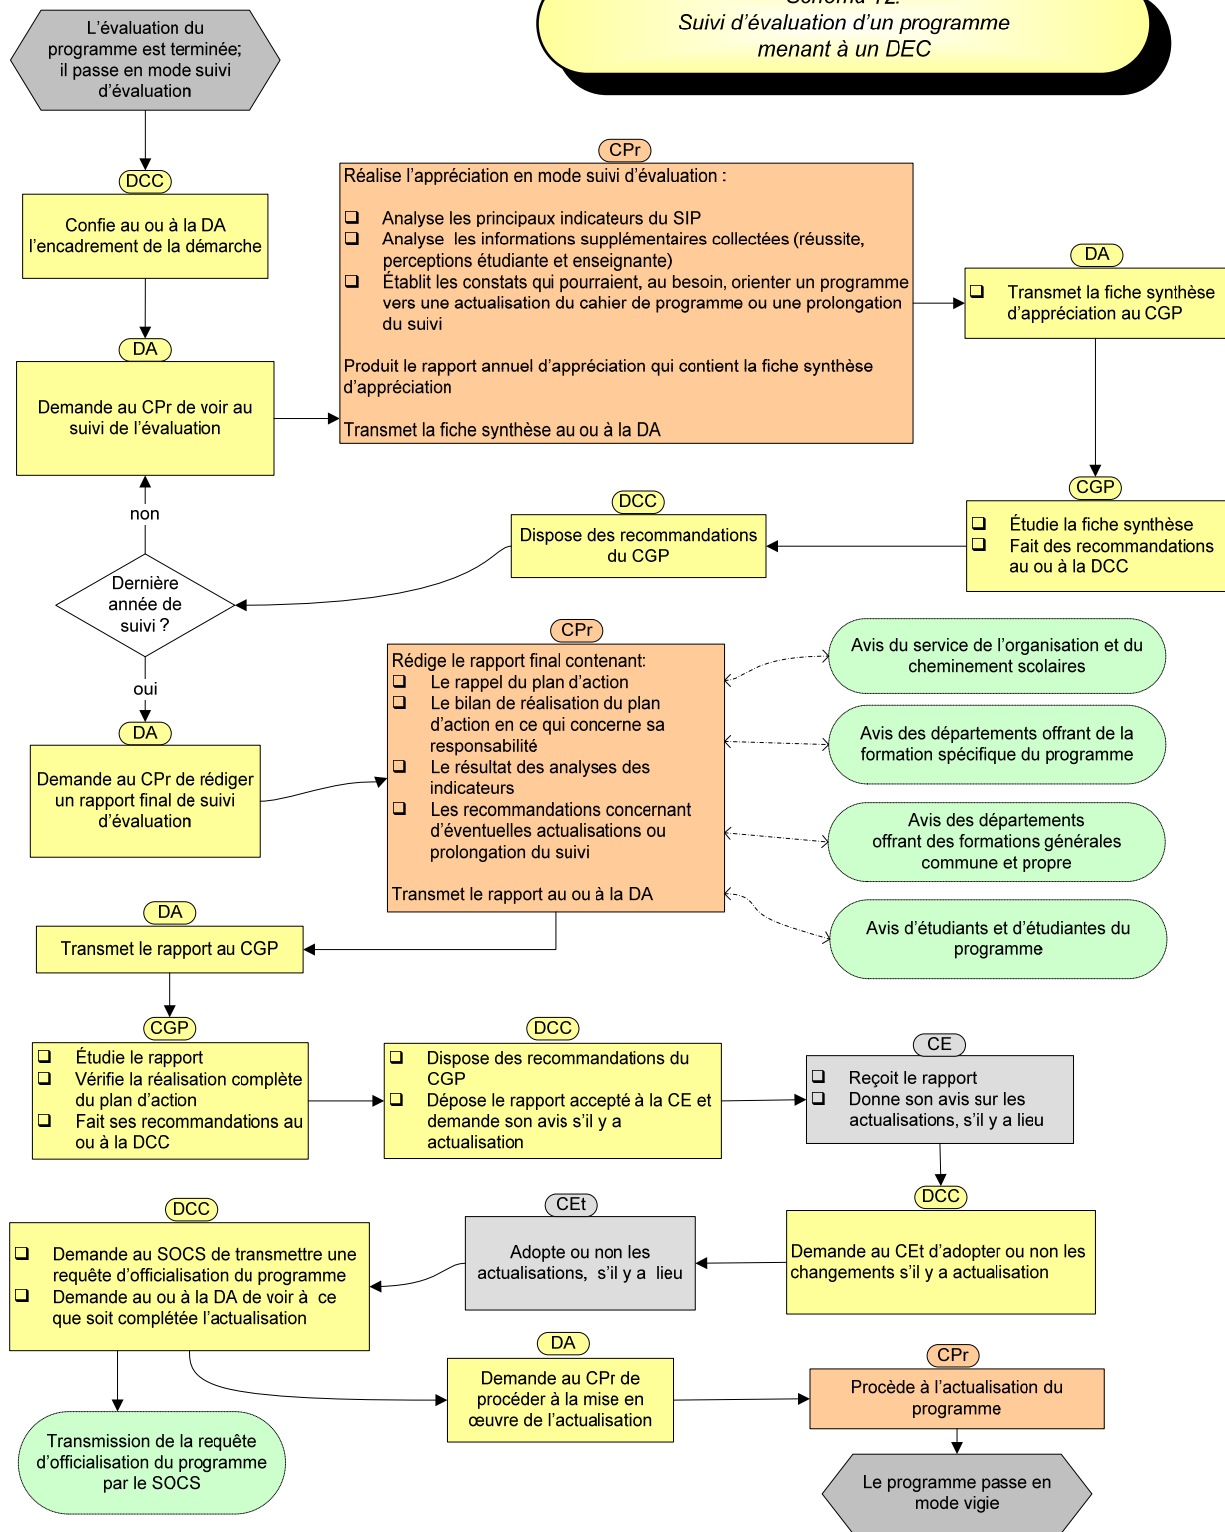 Schéma 12:
Suivi d'évaluation d'un programme
menant à un DEC
L'évaluation du
programme est terminée;
il passe en mode suivi
d'évaluation
DCC
Confie au ou à la DA
l'encadrement de la démarche
DA
Demande au CPr de voir au
suivi de l'évaluation
CPr
Réalise l'appréciation en mode suivi d'évaluation :
❑ Analyse les principaux indicateurs du SIP
❑ Analyse les informations supplémentaires collectées (réussite,
perceptions étudiante et enseignante)
❑ Établit les constats qui pourraient, au besoin, orienter un programme
vers une actualisation du cahier de programme ou une prolongation
du suivi
Produit le rapport annuel d'appréciation qui contient la fiche synthèse
d'appréciation
Transmet la fiche synthèse au ou à la DA
DA
❑ Transmet la fiche synthèse
d'appréciation au CGP
CGP
❑ Étudie la fiche synthèse
❑ Fait des recommandations
au ou à la DCC
DCC
Dispose des recommandations
du CGP
non
Dernière
année de
suivi ?
oui
DA
Demande au CPr de rédiger
un rapport final de suivi
d'évaluation
CPr
Rédige le rapport final contenant:
❑ Le rappel du plan d'action
❑ Le bilan de réalisation du plan
d'action en ce qui concerne sa
responsabilité
❑ Le résultat des analyses des
indicateurs
❑ Les recommandations concernant
d'éventuelles actualisations ou
prolongation du suivi
Transmet le rapport au ou à la DA
Avis du service de l'organisation et du
cheminement scolaires
Avis des départements offrant de la
formation spécifique du programme
Avis des départements
offrant des formations générales
commune et propre
Avis d'étudiants et d'étudiantes du
programme
DA
Transmet le rapport au CGP
CGP
❑ Étudie le rapport
❑ Vérifie la réalisation complète
du plan d'action
❑ Fait ses recommandations au
ou à la DCC
DCC
❑ Dispose des recommandations du
CGP
❑ Dépose le rapport accepté à la CE et
demande son avis s'il y a
actualisation
CE
❑ Reçoit le rapport
❑ Donne son avis sur les
actualisations, s'il y a lieu
DCC
Demande au CEt d'adopter ou non les
changements s'il y a actualisation
CEt
Adopte ou non les
actualisations, s'il y a lieu
DCC
❑ Demande au SOCS de transmettre une
requête d'officialisation du programme
❑ Demande au ou à la DA de voir à ce
que soit complétée l'actualisation
Transmission de la requête
d'officialisation du programme
par le SOCS
DA
Demande au CPr de
procéder à la mise en
œuvre de l'actualisation
CPr
Procède à l'actualisation du
programme
Le programme passe en
mode vigie